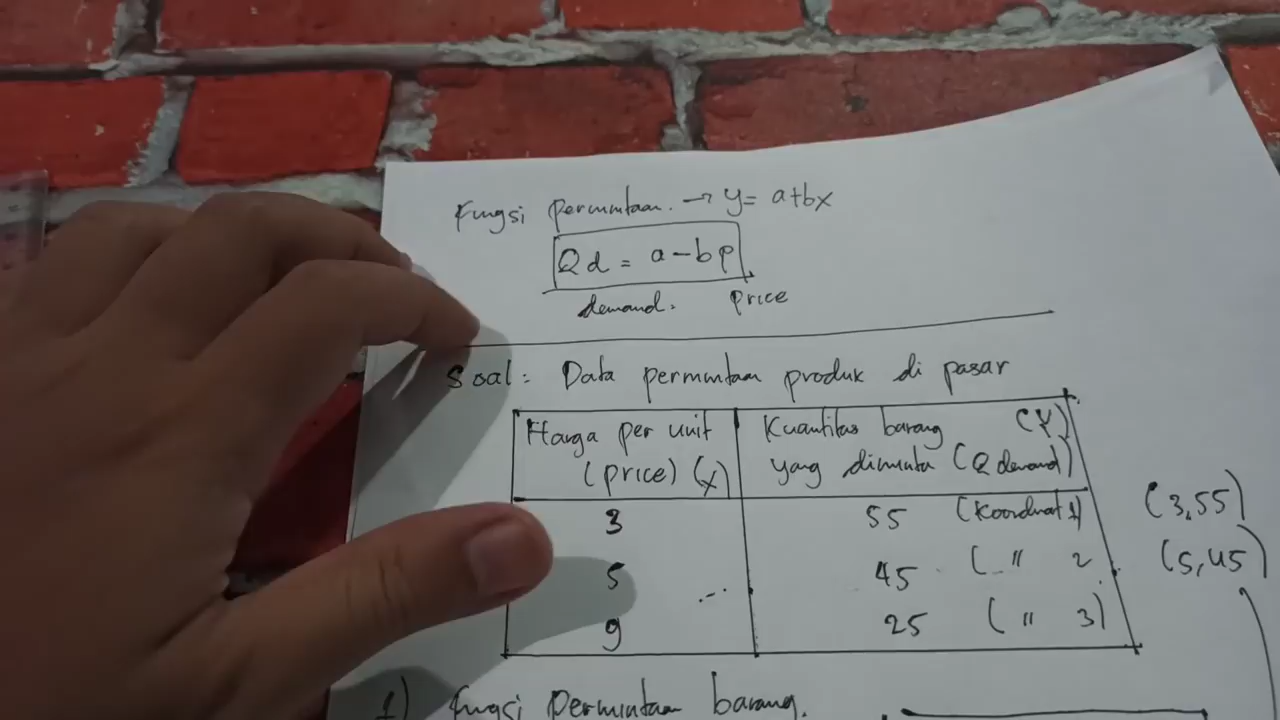 Fungsi permintaan. → y = a+bx
Qd = a - bp
demand. price
Soal: Data permintaan produk di pasar
Harga per unit (price) (x)
Kuantitas barang (Y)
yang diminta (Q demand)
3 55 (Koordinat 1) (3,55)
5 45 ( " 2 (5,45)
9 25 ( " 3)
1) Fungsi Permintaan barang.